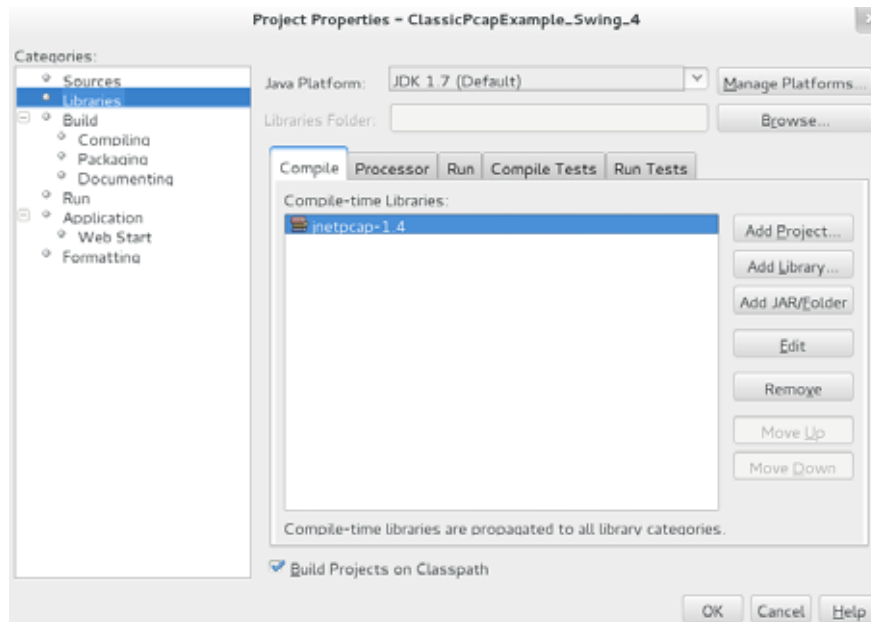 Project Properties – ClassicPcapExample_Swing_4
Categories:
Sources
Libraries
Build
Compiling
Packaging
Documenting
Run
Application
Web Start
Formatting
Java Platform:
JDK 1.7 (Default)
Manage Platforms...
Libraries Folder:
Browse...
Compile
Processor
Run
Compile Tests
Run Tests
Compile-time Libraries:
jnetpcap-1.4
Add Project...
Add Library...
Add JAR/Folder
Edit
Remove
Move Up
Move Down
Compile-time libraries are propagated to all library categories.
Build Projects on Classpath
OK
Cancel
Help